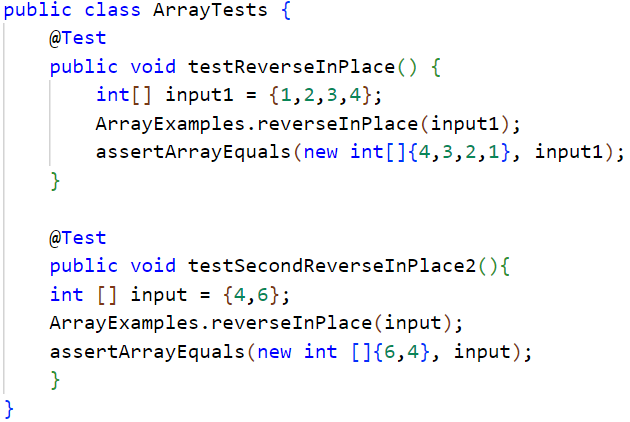 public class ArrayTests {
@Test
public void testReverseInPlace() {
int[] input1 = {1,2,3,4};
ArrayExamples.reverseInPlace(input1);
assertArrayEquals(new int[]{4,3,2,1}, input1);
}
@Test
public void testSecondReverseInPlace2(){
int [] input = {4,6};
ArrayExamples.reverseInPlace(input);
assertArrayEquals(new int []{6,4}, input);
}
}